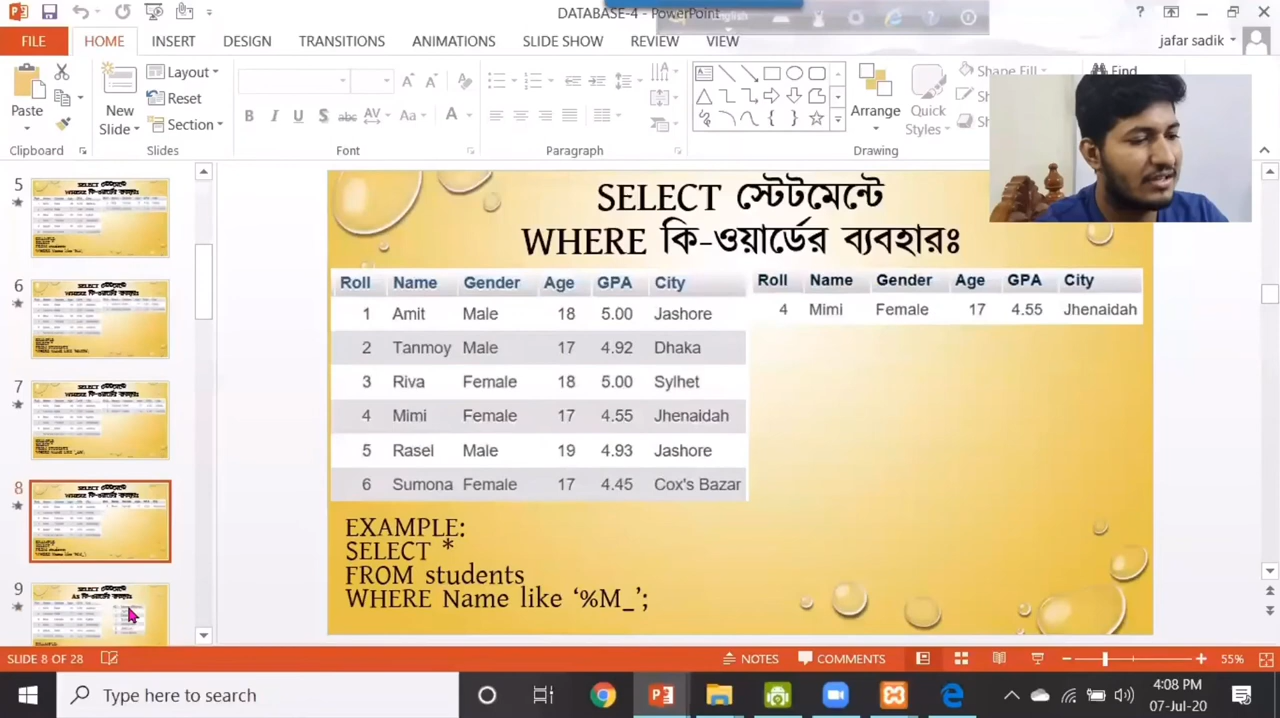 DATABASE-4 - PowerPoint
English
FILE HOME INSERT DESIGN TRANSITIONS ANIMATIONS SLIDE SHOW REVIEW VIEW
jafar sadik
Paste
New Slide
Layout
Reset
Section
Arrange
Quick Styles
Shape Fill
Find
Clipboard Slides Font Paragraph Drawing
5
6
7
8
9
SELECT স্টেটমেন্টে
WHERE কি-ওয়ার্ডের ব্যবহারঃ
Roll Name Gender Age GPA City
1 Amit Male 18 5.00 Jashore
2 Tanmoy Male 17 4.92 Dhaka
3 Riva Female 18 5.00 Sylhet
4 Mimi Female 17 4.55 Jhenaidah
5 Rasel Male 19 4.93 Jashore
6 Sumona Female 17 4.45 Cox's Bazar
Roll Name Gender Age GPA City
4 Mimi Female 17 4.55 Jhenaidah
EXAMPLE:
SELECT *
FROM students
WHERE Name like ‘%M_’;
SLIDE 8 OF 28
NOTES
COMMENTS
55%
Type here to search
4:08 PM
07-Jul-20